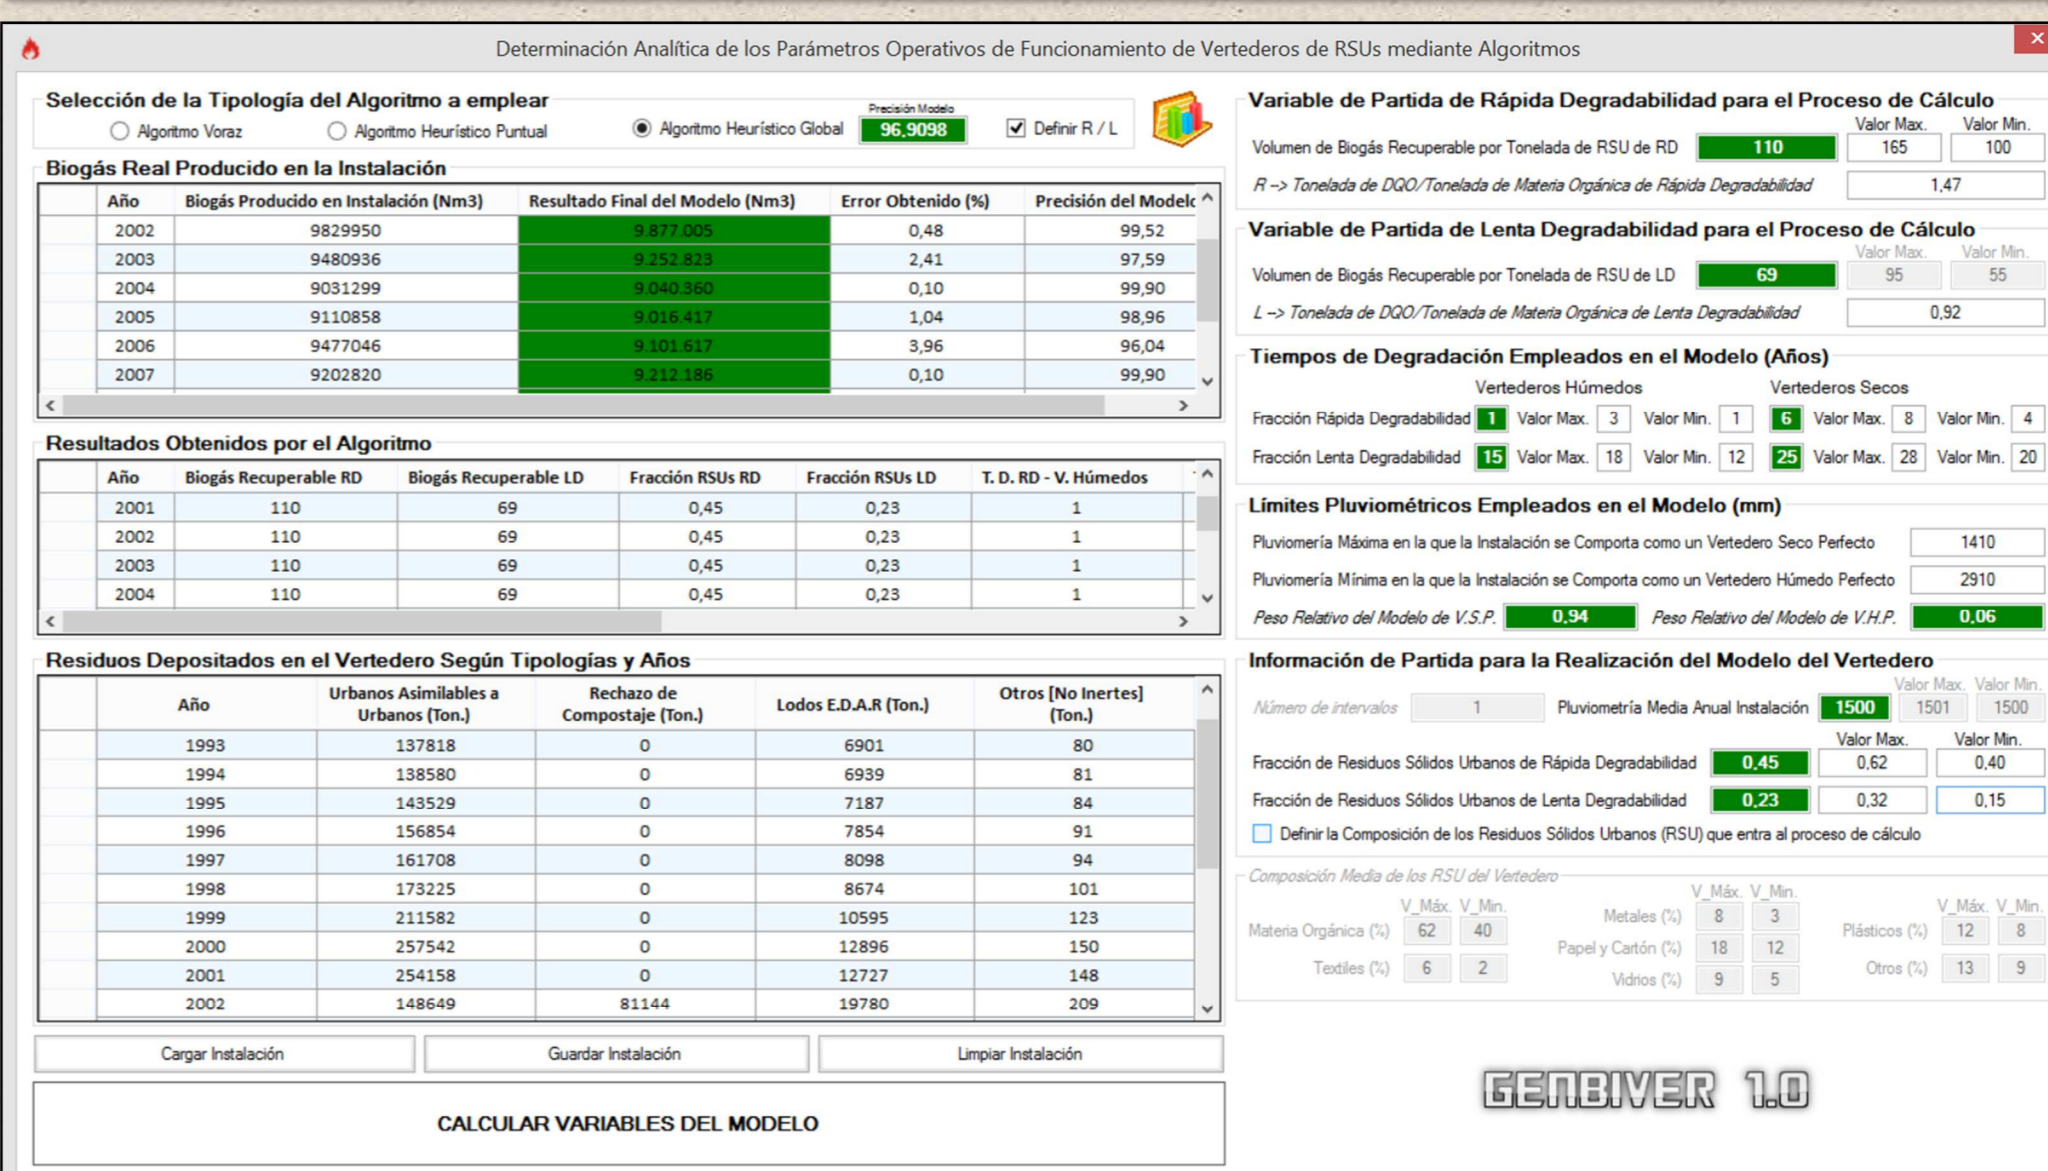 Determinación Analítica de los Parámetros Operativos de Funcionamiento de Vertederos de RSUs mediante Algoritmos
Selección de la Tipología del Algoritmo a emplear
Algoritmo Voraz Algoritmo Heurístico Puntual Algoritmo Heurístico Global Precisión Modelo 96.9098 Definir R / L
Biogás Real Producido en la Instalación
Año Biogás Producido en Instalación (Nm3) Resultado Final del Modelo (Nm3) Error Obtenido (%) Precisión del Modelo
2002 9829950 9.877.005 0,48 99,52
2003 9480936 9.252.823 2,41 97,59
2004 9031299 9.040.360 0,10 99,90
2005 9110858 9.016.417 1,04 98,96
2006 9477046 9.101.617 3,96 96,04
2007 9202820 9.212.186 0,10 99,90
Resultados Obtenidos por el Algoritmo
Año Biogás Recuperable RD Biogás Recuperable LD Fracción RSUs RD Fracción RSUs LD T. D. RD - V. Húmedos
2001 110 69 0,45 0,23 1
2002 110 69 0,45 0,23 1
2003 110 69 0,45 0,23 1
2004 110 69 0,45 0,23 1
Residuos Depositados en el Vertedero Según Tipologías y Años
Año Urbanos Asimilables a Urbanos (Ton.) Rechazo de Compostaje (Ton.) Lodos E.D.A.R (Ton.) Otros [No Inertes] (Ton.)
1993 137818 0 6901 80
1994 138580 0 6939 81
1995 143529 0 7187 84
1996 156854 0 7854 91
1997 161708 0 8098 94
1998 173225 0 8674 101
1999 211582 0 10595 123
2000 257542 0 12896 150
2001 254158 0 12727 148
2002 148649 81144 19780 209
Cargar Instalación Guardar Instalación Limpiar Instalación
CALCULAR VARIABLES DEL MODELO
Variable de Partida de Rápida Degradabilidad para el Proceso de Cálculo
Valor Max. Valor Min.
Volumen de Biogás Recuperable por Tonelada de RSU de RD 110 165 100
R --> Tonelada de DQO/Tonelada de Materia Orgánica de Rápida Degradabilidad 1,47
Variable de Partida de Lenta Degradabilidad para el Proceso de Cálculo
Valor Max. Valor Min.
Volumen de Biogás Recuperable por Tonelada de RSU de LD 69 95 55
L --> Tonelada de DQO/Tonelada de Materia Orgánica de Lenta Degradabilidad 0,92
Tiempos de Degradación Empleados en el Modelo (Años)
Vertederos Húmedos Vertederos Secos
Fracción Rápida Degradabilidad 1 Valor Max. 3 Valor Min. 1 6 Valor Max. 8 Valor Min. 4
Fracción Lenta Degradabilidad 15 Valor Max. 18 Valor Min. 12 25 Valor Max. 28 Valor Min. 20
Límites Pluviométricos Empleados en el Modelo (mm)
Pluviomería Máxima en la que la Instalación se Comporta como un Vertedero Seco Perfecto 1410
Pluviomería Mínima en la que la Instalación se Comporta como un Vertedero Húmedo Perfecto 2910
Peso Relativo del Modelo de V.S.P. 0,94 Peso Relativo del Modelo de V.H.P. 0,06
Información de Partida para la Realización del Modelo del Vertedero
Valor Max. Valor Min.
Número de intervalos 1 Pluviometría Media Anual Instalación 1500 1501 1500
Valor Max. Valor Min.
Fracción de Residuos Sólidos Urbanos de Rápida Degradabilidad 0,45 0,62 0,40
Fracción de Residuos Sólidos Urbanos de Lenta Degradabilidad 0,23 0,32 0,15
Definir la Composición de los Residuos Sólidos Urbanos (RSU) que entra al proceso de cálculo
Composición Media de los RSU del Vertedero
V_Máx. V_Min. V_Máx. V_Min. V_Máx. V_Min.
Materia Orgánica (%) 62 40 Metales (%) 8 3 Plásticos (%) 12 8
Papel y Cartón (%) 18 12
Textiles (%) 6 2 Vidrios (%) 9 5 Otros (%) 13 9
GENBIVER 1.0